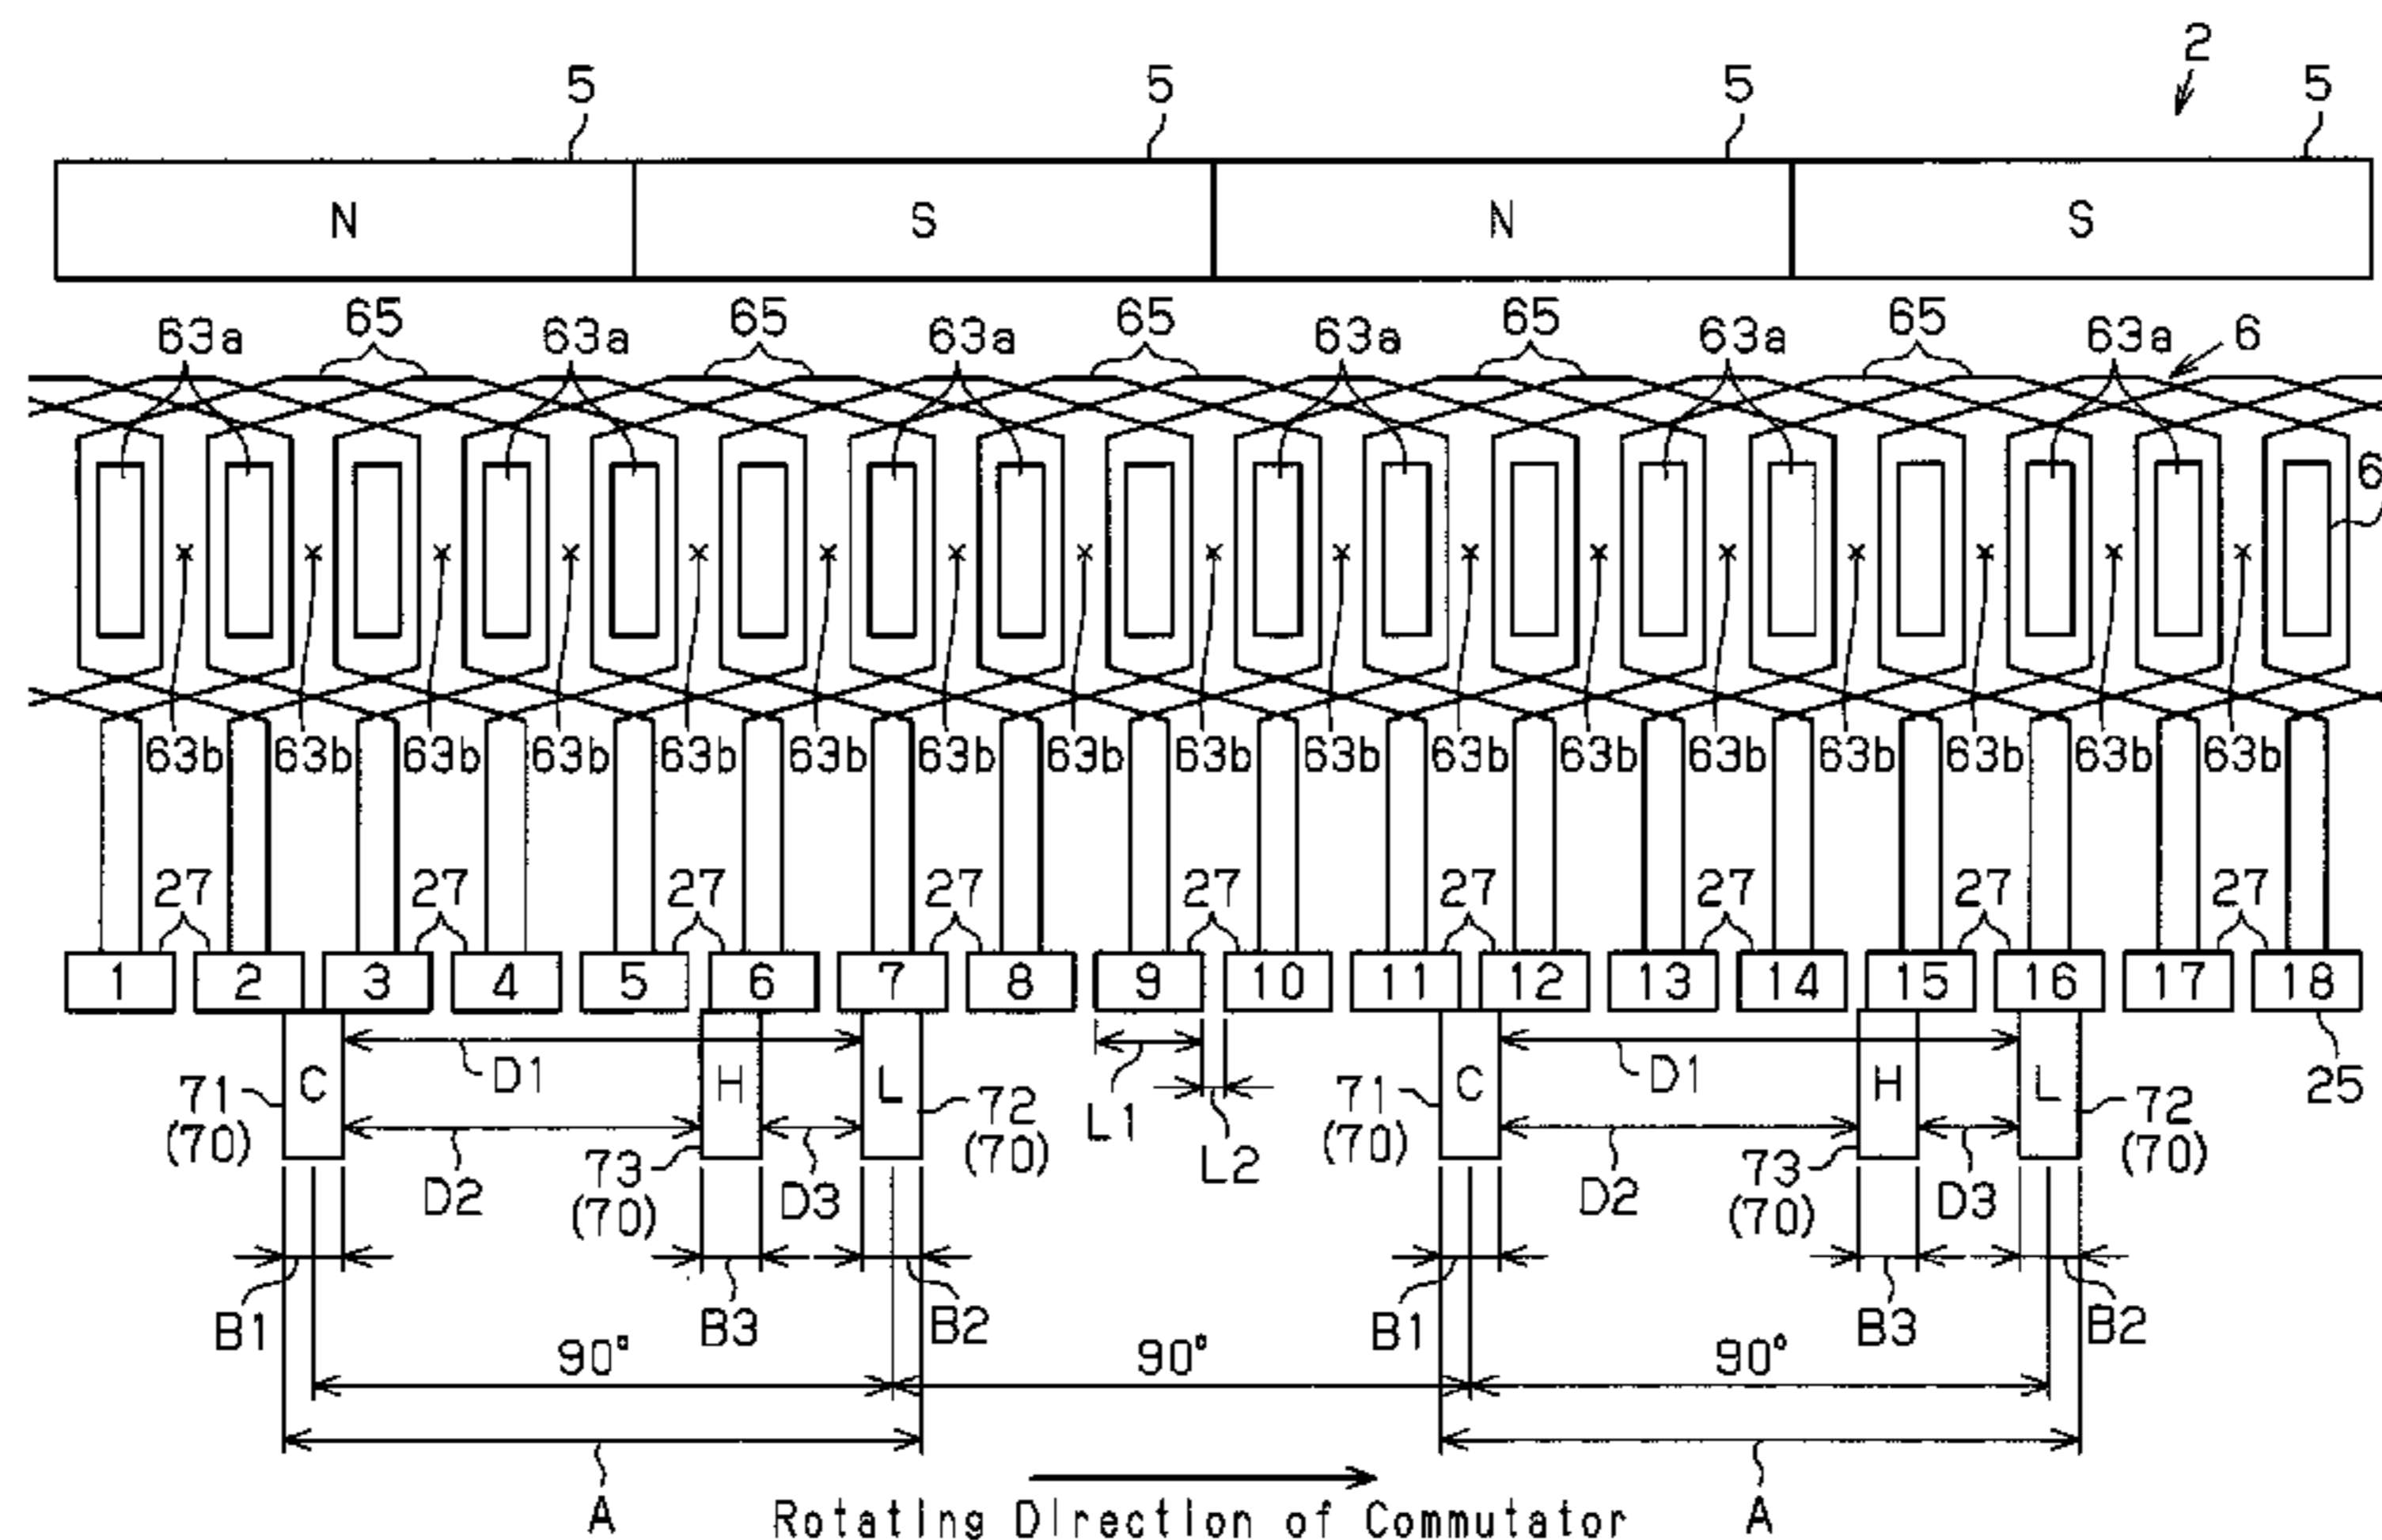 2
5 5 5 5
N S N S
63a 65 63a 65 63a 65 63a 65 63a 65 63a 6
6
63b 63b 63b 63b 63b 63b 63b 63b 63b 63b 63b 63b 63b 63b 63b 63b 63b
27 27 27 27 27 27 27 27 27
1 2 3 4 5 6 7 8 9 10 11 12 13 14 15 16 17 18
C D1 H L L1 L2 C D1 H L 25
71 72 71 72
(70) (70) (70) (70)
D2 73 D3 D2 73 D3
(70) (70)
B1 B3 B2 B1 B3 B2
90° 90° 90°
A A
Rotating Direction of Commutator